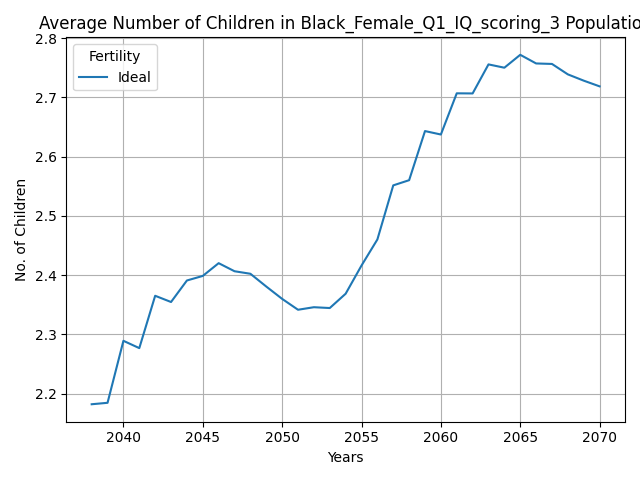 Average Number of Children in Black_Female_Q1_IQ_scoring_3 Populatio
2.8
2.7
2.6
2.5
2.4
2.3
2.2
No. of Children
Fertility
Ideal
2040 2045 2050 2055 2060 2065 2070
Years